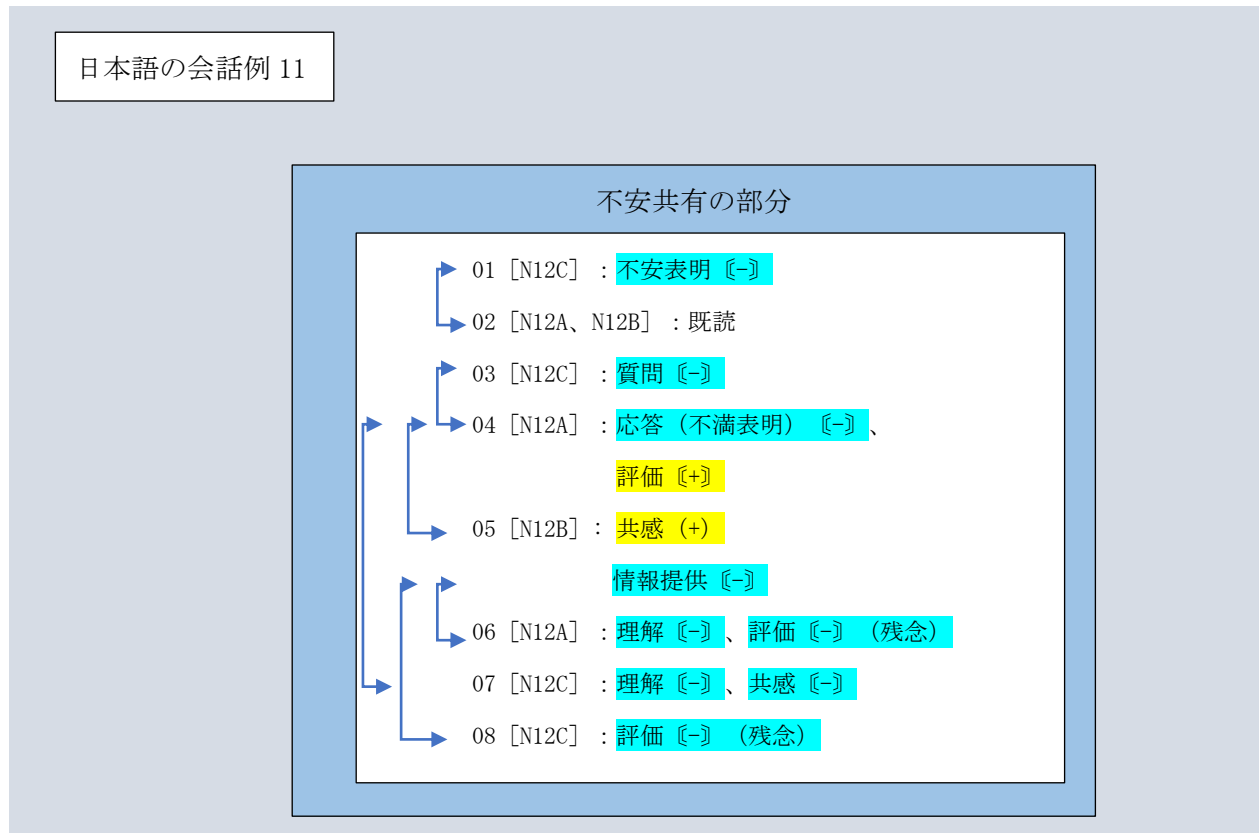 日本語の会話例 11
不安共有の部分
01［N12C］：不安表明〔-〕
02［N12A、N12B］：既読
03［N12C］：質問〔-〕
04［N12A］：応答（不満表明）〔-〕、
評価〔+〕
05［N12B］：共感（+）
情報提供〔-〕
06［N12A］：理解〔-〕、評価〔-〕（残念）
07［N12C］：理解〔-〕、共感〔-〕
08［N12C］：評価〔-〕（残念）